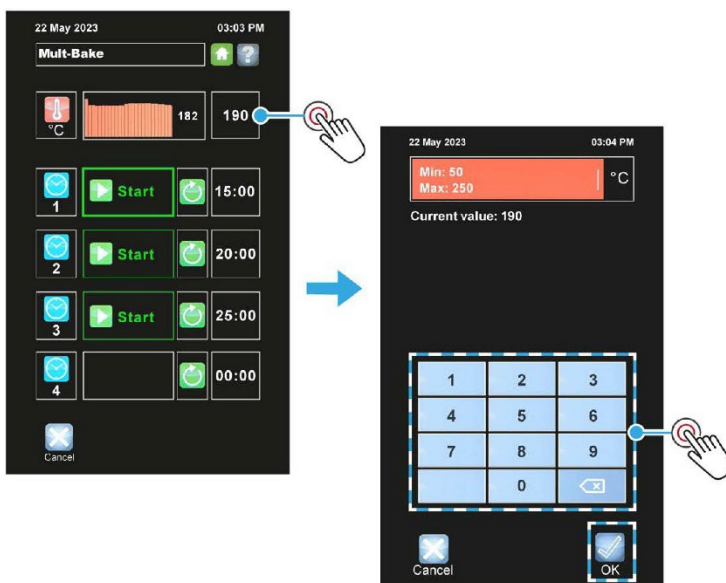 22 May 2023 03:03 PM
Mult-Bake ?
°C 182 190
1 Start 15:00
2 Start 20:00
3 Start 25:00
4 00:00
Cancel
22 May 2023 03:04 PM
Min: 50
Max: 250 °C
Current value: 190
1 2 3
4 5 6
7 8 9
0
Cancel OK